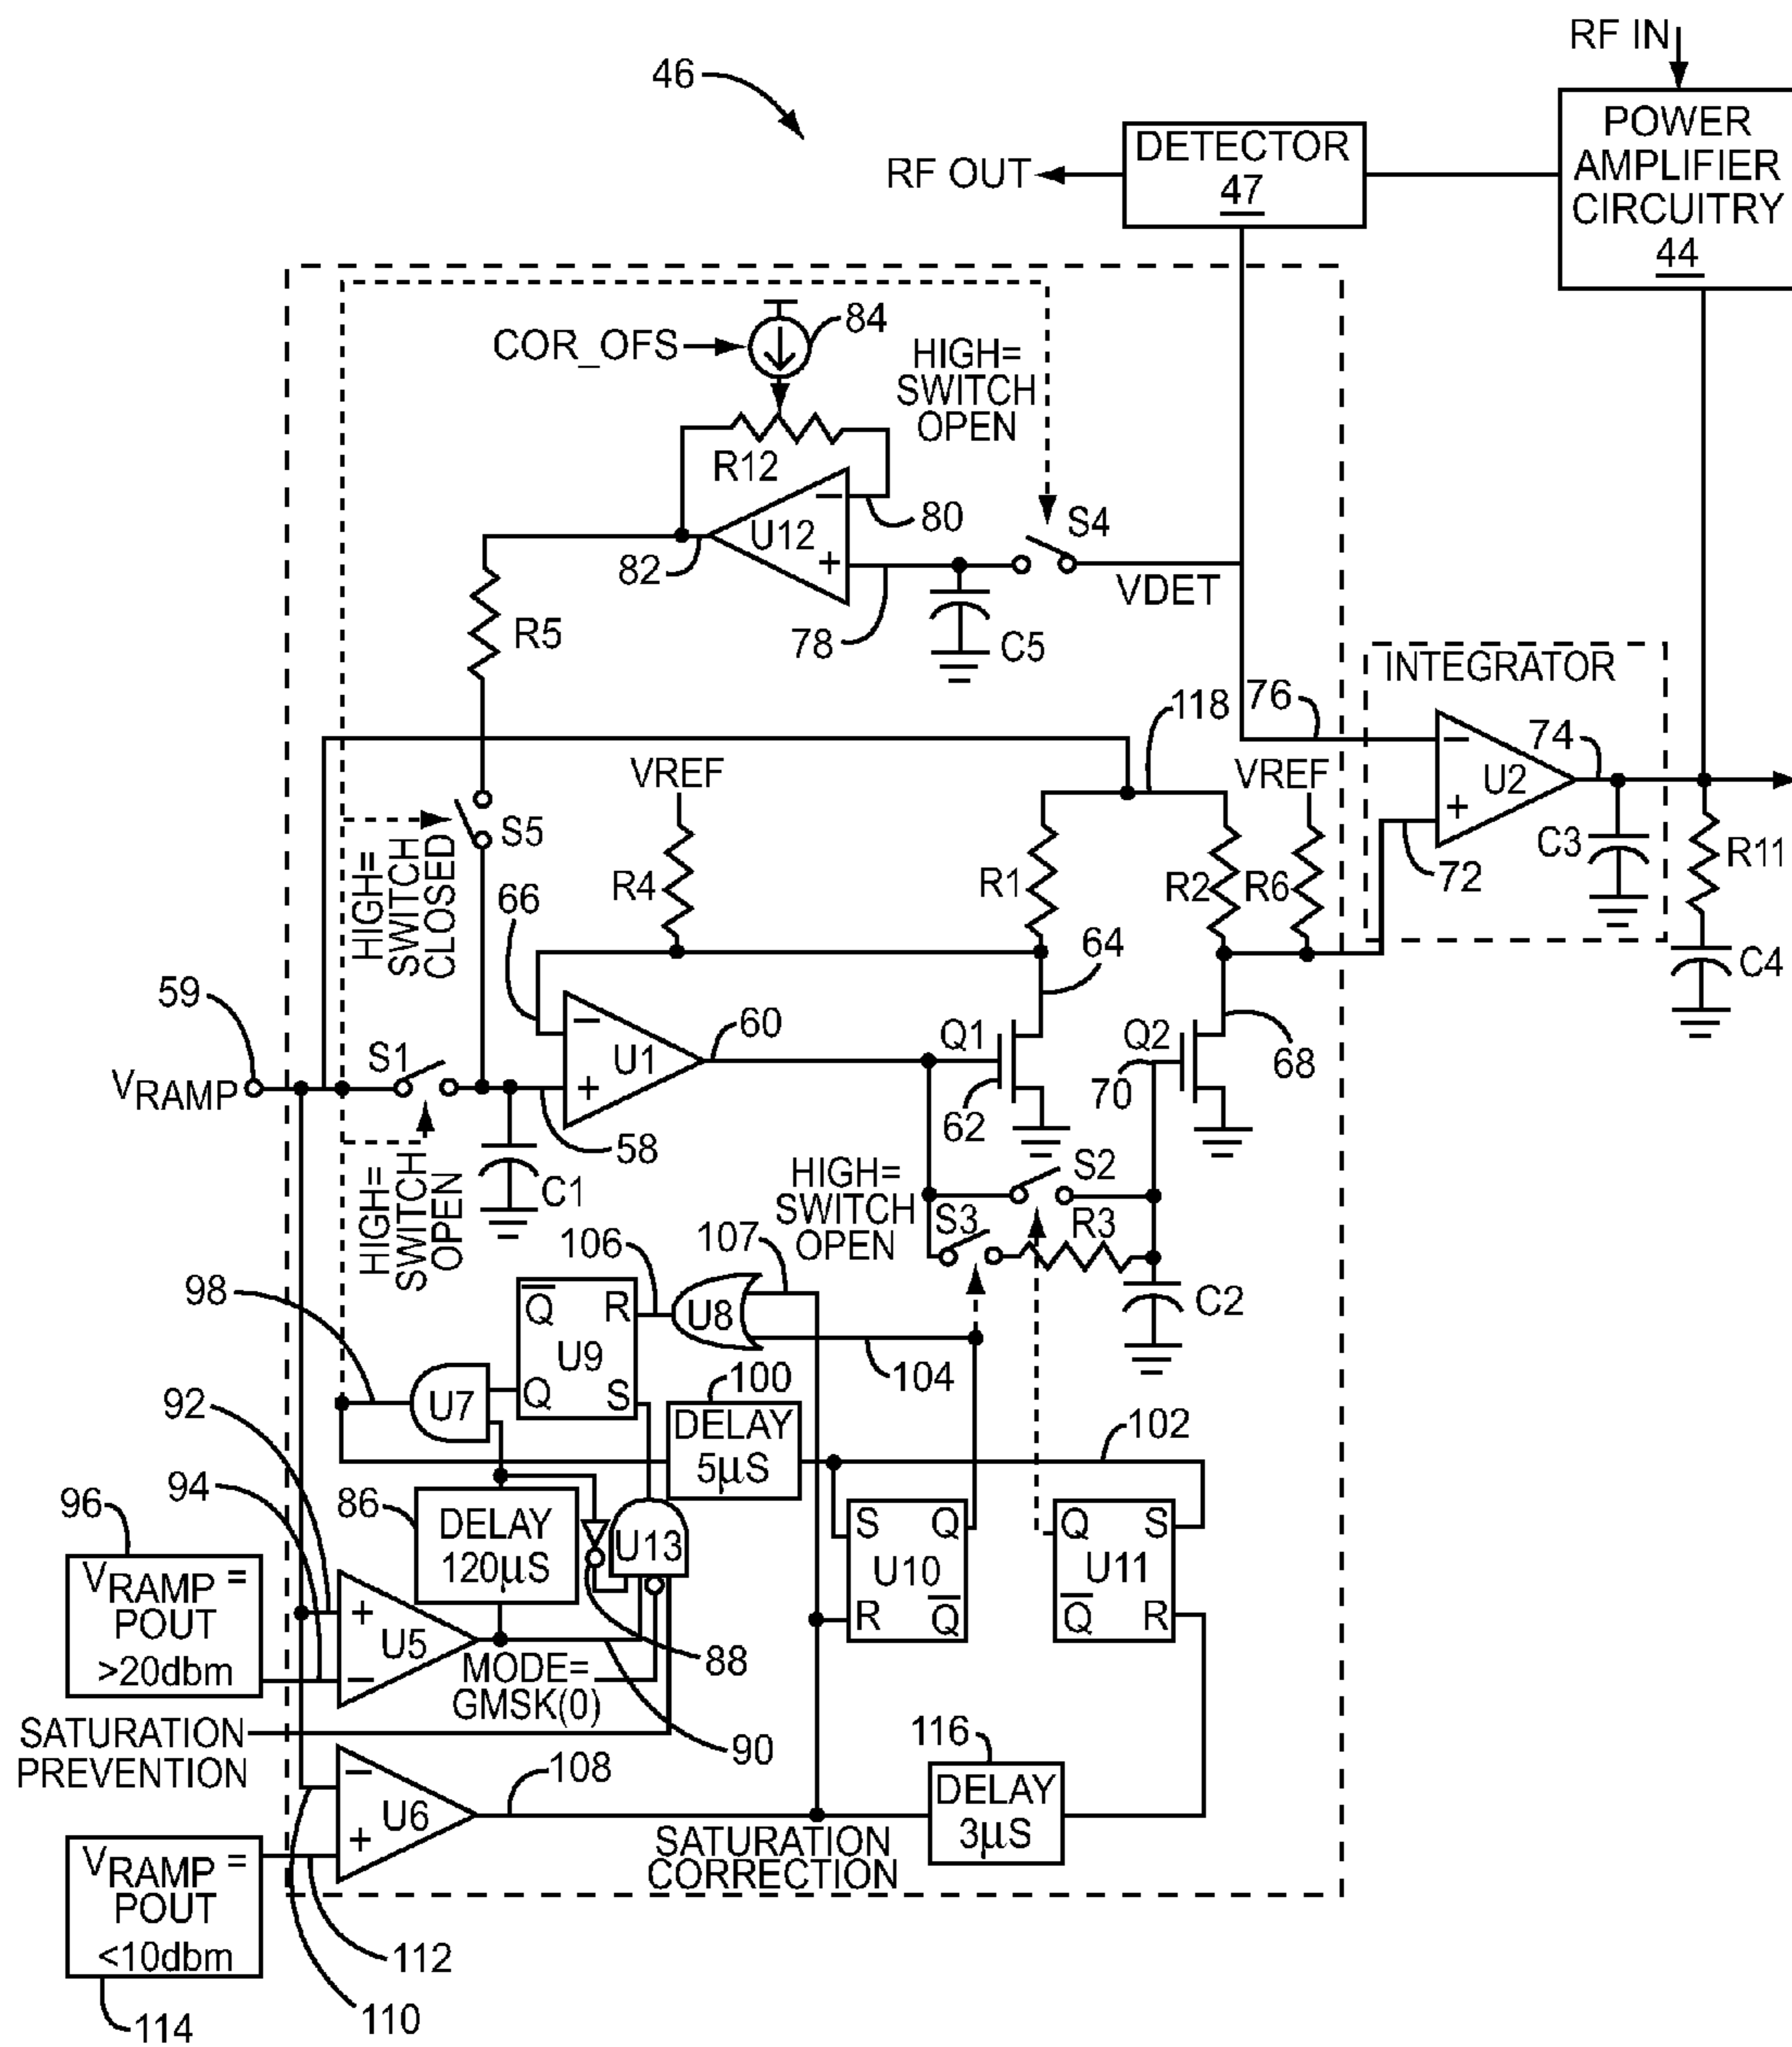 RF IN
46
POWER
AMPLIFIER
CIRCUITRY
44
DETECTOR
47
RF OUT
COR_OFS
84
HIGH=
SWITCH
OPEN
R12
80
S4
U12
+
−
82
VDET
78
C5
R5
118
76
INTEGRATOR
74
−
U2
+
VREF
VREF
S5
C3
R11
72
R4
R1
R2
R6
HIGH=
SWITCH
CLOSED
66
64
C4
59
−
60
Q1
Q2
S1
U1
68
VRAMP
+
70
62
58
C1
HIGH=
SWITCH
OPEN
HIGH=
SWITCH
OPEN
S2
S3
R3
106
107
98
Q̅
R
U8
C2
U9
104
100
Q
S
U7
92
DELAY
5µS
102
94
96
86
DELAY
120µS
U13
S
Q
U10
R
Q̅
Q
S
U11
Q̅
R
VRAMP =
POUT
>20dbm
+
U5
−
88
MODE=
GMSK(0)
SATURATION
PREVENTION
90
116
108
−
U6
+
DELAY
3µS
SATURATION
CORRECTION
VRAMP =
POUT
<10dbm
112
110
114